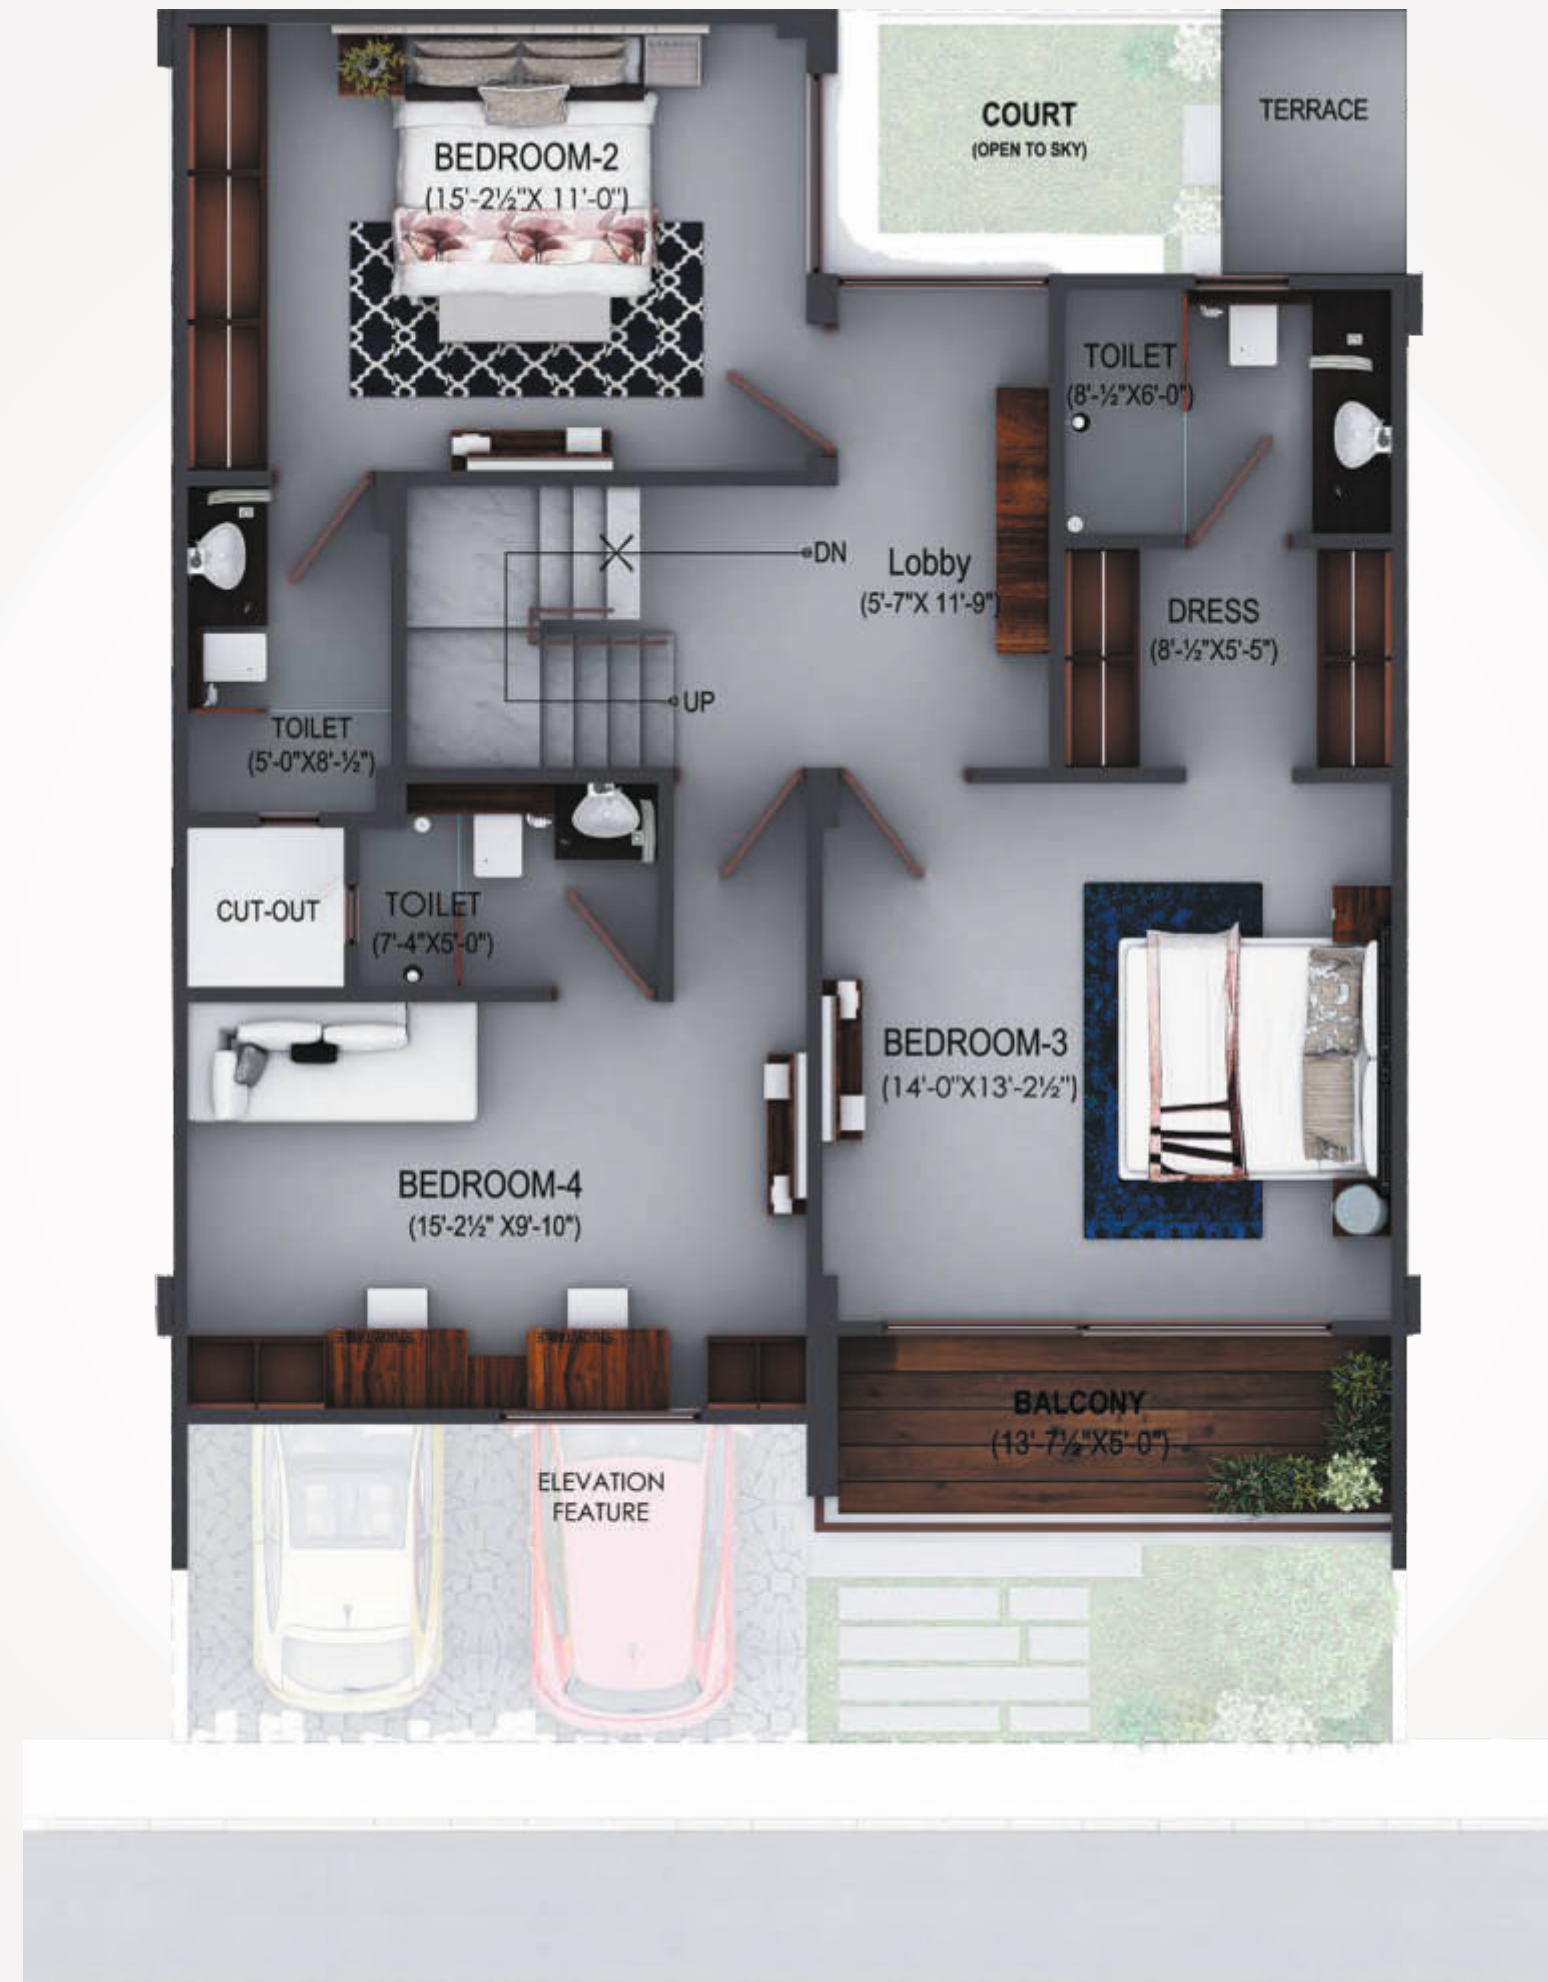 BEDROOM-2
(15'-2½"X 11'-0")
COURT
(OPEN TO SKY)
TERRACE
TOILET
(8'-½"X6'-0")
DN
Lobby
(5'-7"X 11'-9")
DRESS
(8'-½"X5'-5")
UP
TOILET
(5'-0"X8'-½")
CUT-OUT
TOILET
(7'-4"X5'-0")
BEDROOM-3
(14'-0"X13'-2½")
BEDROOM-4
(15'-2½" X9'-10")
BALCONY
(13'-7½"X5'-0")
ELEVATION
FEATURE